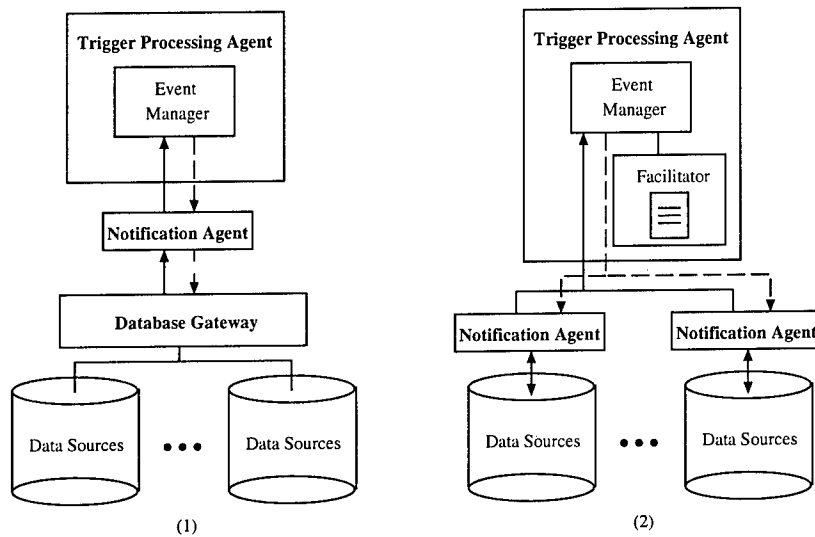 Trigger Processing Agent
Event
Manager
Notification Agent
Database Gateway
Data Sources
Data Sources
(1)
Trigger Processing Agent
Event
Manager
Facilitator
Notification Agent
Notification Agent
Data Sources
Data Sources
(2)